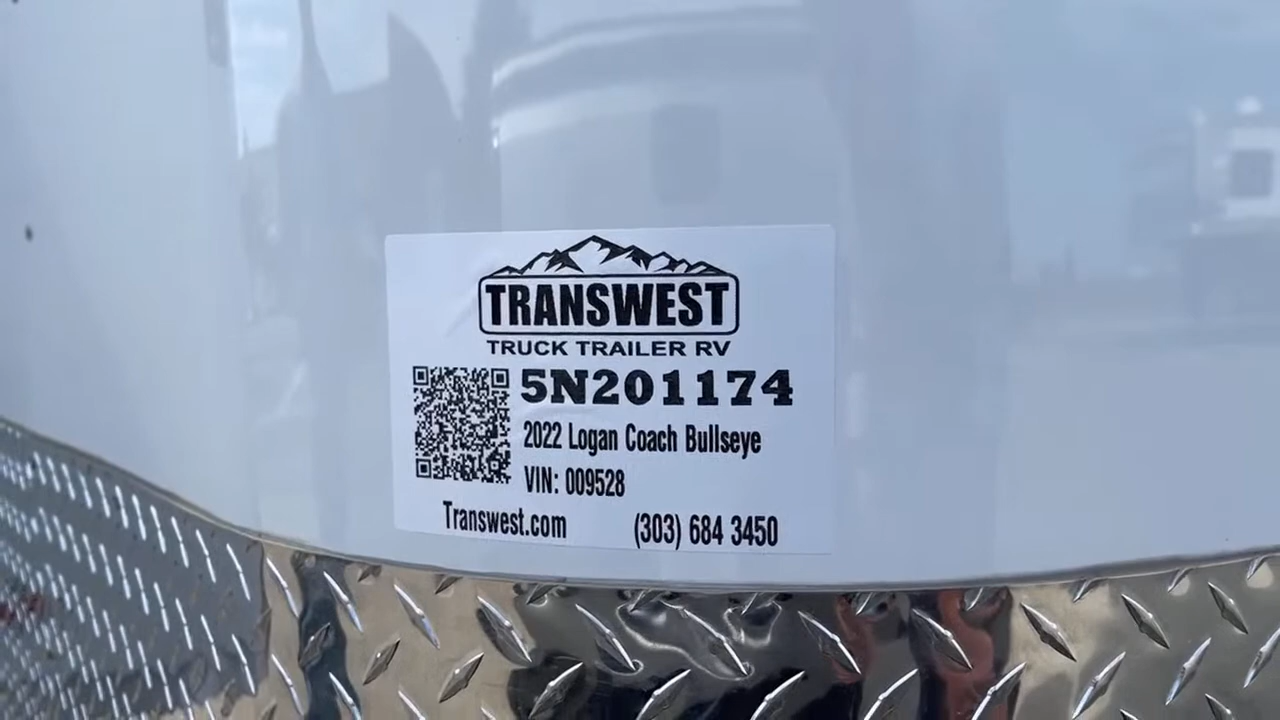 TRANSWEST
TRUCK TRAILER RV
5N201174
2022 Logan Coach Bullseye
VIN: 009528
Transwest.com (303) 684 3450